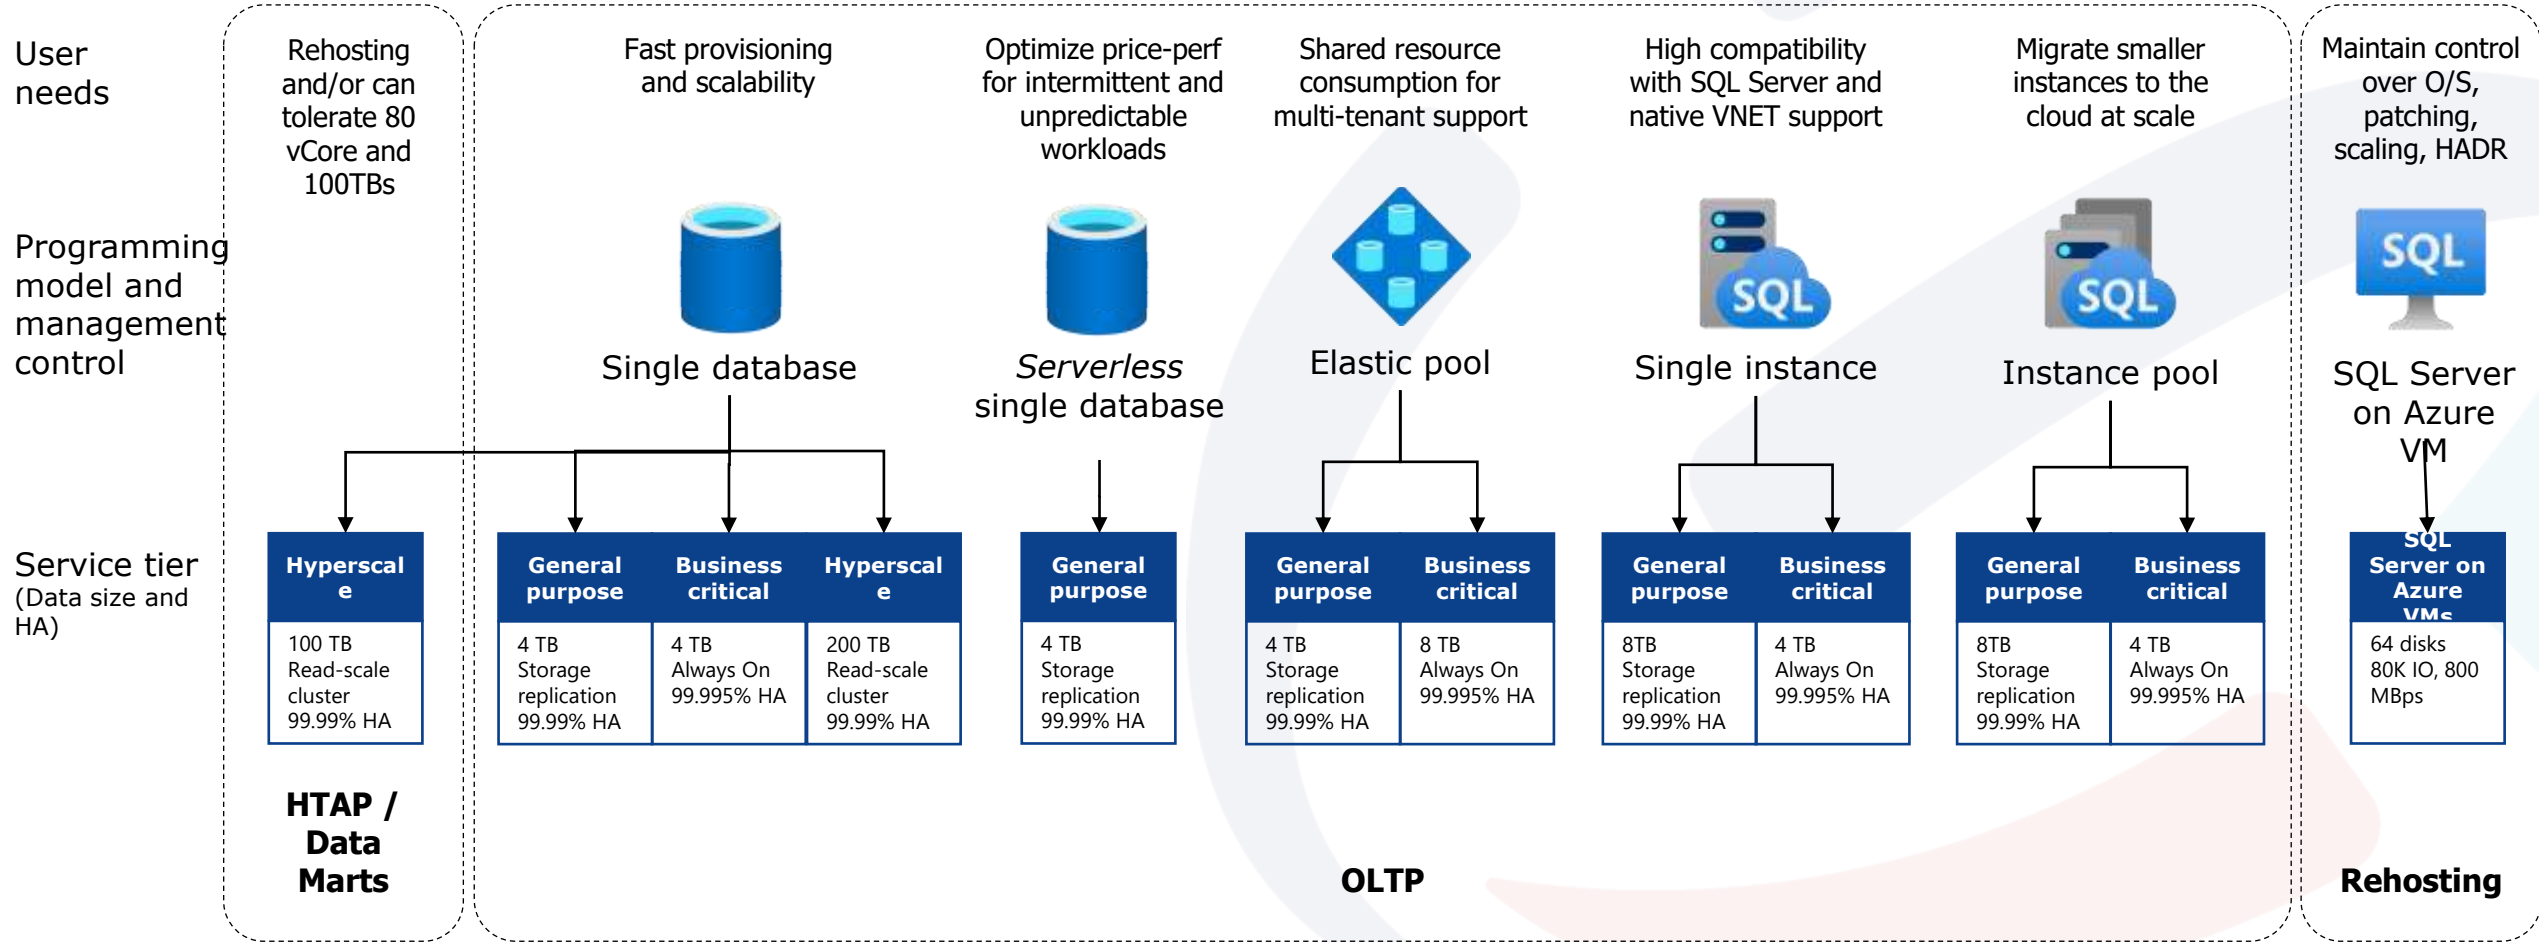 User
needs
Rehosting
and/or can
tolerate 80
vCore and
100TBs
Fast provisioning
and scalability
Optimize price-perf
for intermittent and
unpredictable
workloads
Shared resource
consumption for
multi-tenant support
High compatibility
with SQL Server and
native VNET support
Migrate smaller
instances to the
cloud at scale
Maintain control
over O/S,
patching,
scaling, HADR
Programming
model and
management
control
SQL
SQL
SQL
Single database
Serverless
single database
Elastic pool
Single instance
Instance pool
SQL Server
on Azure
VM
Service tier
(Data size and
HA)
Hyperscal
e
100 TB
Read-scale
cluster
99.99% HA
General
purpose
4 TB
Storage
replication
99.99% HA
Business
critical
4 TB
Always On
99.995% HA
Hyperscal
e
200 TB
Read-scale
cluster
99.99% HA
General
purpose
4 TB
Storage
replication
99.99% HA
General
purpose
4 TB
Storage
replication
99.99% HA
Business
critical
8 TB
Always On
99.995% HA
General
purpose
8TB
Storage
replication
99.99% HA
Business
critical
4 TB
Always On
99.995% HA
General
purpose
8TB
Storage
replication
99.99% HA
Business
critical
4 TB
Always On
99.995% HA
SQL
Server on
Azure
VMs
64 disks
80K IO, 800
MBps
HTAP /
Data
Marts
OLTP
Rehosting